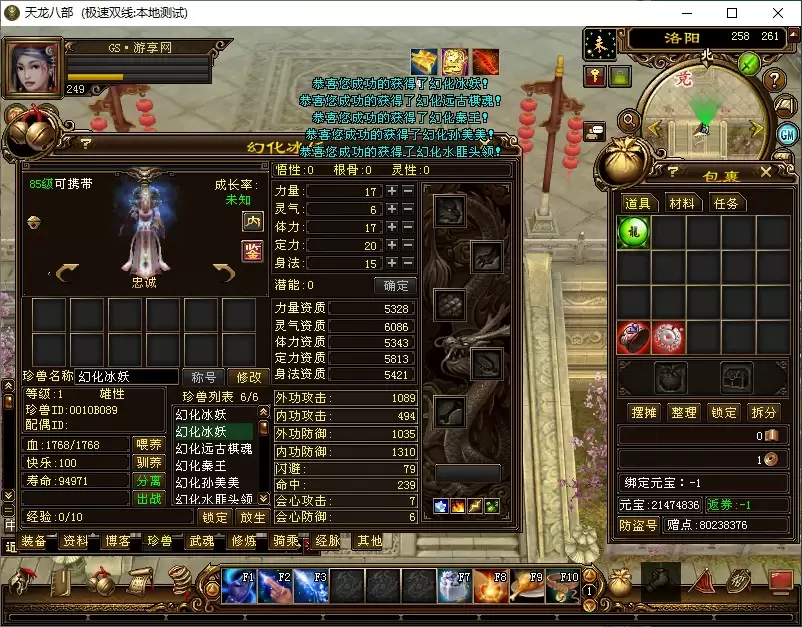 天龙八部 (极速双线:本地测试)
GS·游享网
249
恭喜您成功的获得了幻化冰妖!
恭喜您成功的获得了幻化远古棋魂!
恭喜您成功的获得了幻化秦王!
恭喜您成功的获得了幻化孙美美!
恭喜您成功的获得了幻化水匪头领!
未
洛阳
258 261
北
竞
GM
?
85级可携带
成长率:
未知
内
鉴
忠诚
珍兽名称 幻化冰妖
称号
修改
等级:1 雄性
珍兽ID:0010B089
配偶ID:
血:1768/1768
喂养
快乐:100
驯养
寿命:94971
分离
出战
经验:0/10
锁定
放生
珍兽列表 6/6
幻化冰妖
幻化冰妖
幻化远古棋魂
幻化秦王
幻化孙美美
幻化水匪头领
悟性:0 根骨:0 灵性:0
力量: 17
灵气: 6
体力: 17
定力: 20
身法: 15
潜能:0
确定
力量资质 5328
灵气资质 6086
体力资质 5343
定力资质 5813
身法资质 5421
外功攻击: 1089
内功攻击: 494
外功防御: 1035
内功防御: 1310
闪避: 79
命中: 239
会心攻击: 7
会心防御: 6
装备 资料 博客 珍兽 武魂 修炼 骑乘 经脉 其他
包裹
道具 材料 任务
龍
摆摊 整理 锁定 拆分
0
1
绑定元宝:-1
元宝:21474836
返券:-1
防盗号
赠点:80238376
F1 F2 F3 F7 F8 F9 F10
1